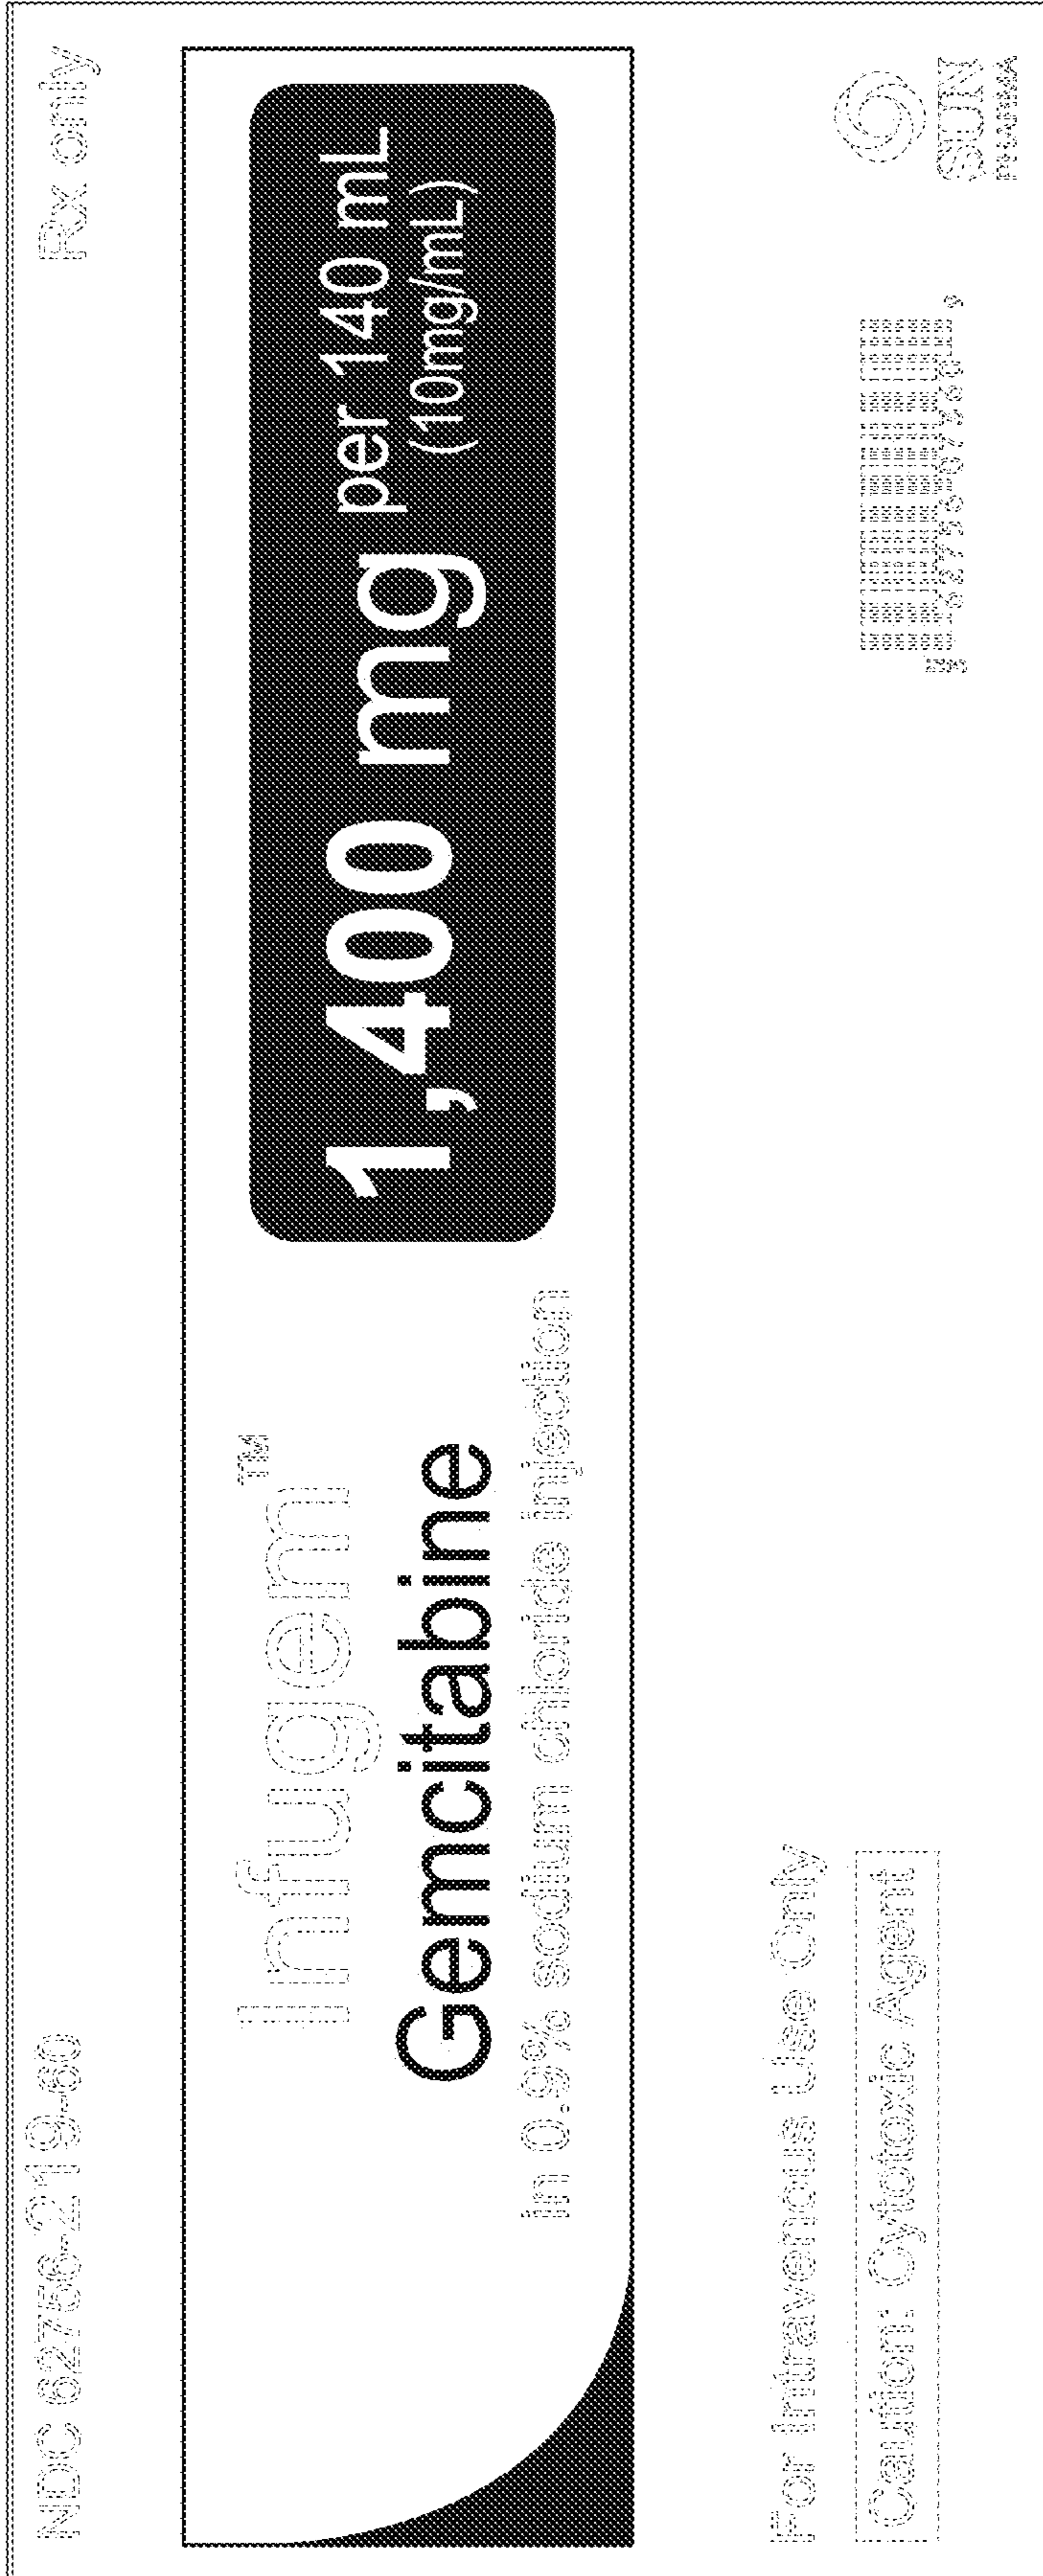 NDC 62756-219-60
Rx only
Infugem™
Gemcitabine
in 0.9% sodium chloride injection
1,400 mg per 140 mL
(10mg/mL)
For Intravenous Use Only
Caution: Cytotoxic Agent
SUN
PHARMA